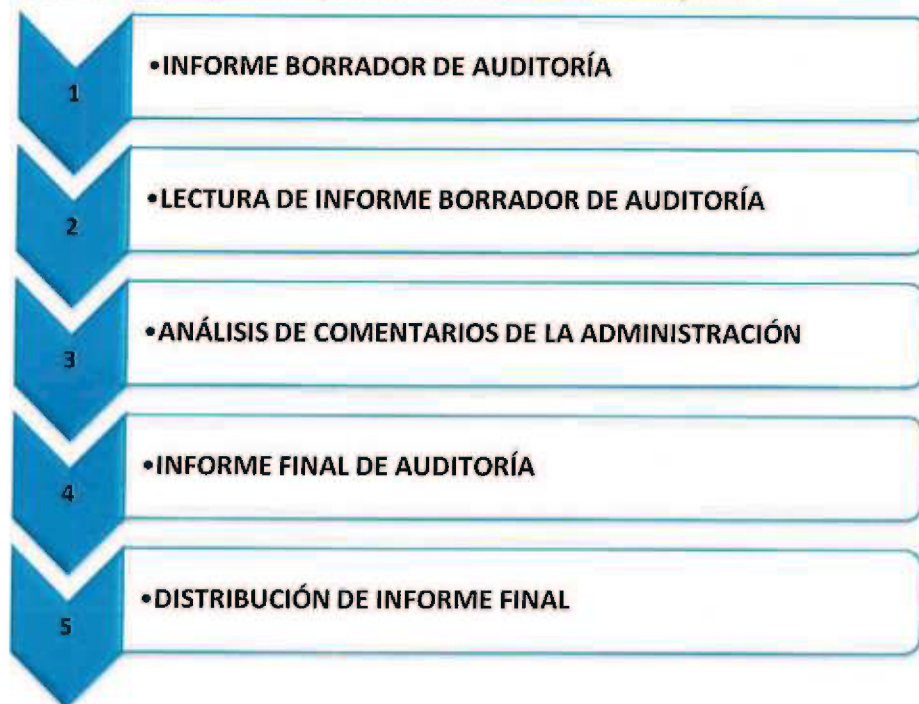 1
•INFORME BORRADOR DE AUDITORÍA
2
•LECTURA DE INFORME BORRADOR DE AUDITORÍA
3
•ANÁLISIS DE COMENTARIOS DE LA ADMINISTRACIÓN
4
•INFORME FINAL DE AUDITORÍA
5
•DISTRIBUCIÓN DE INFORME FINAL